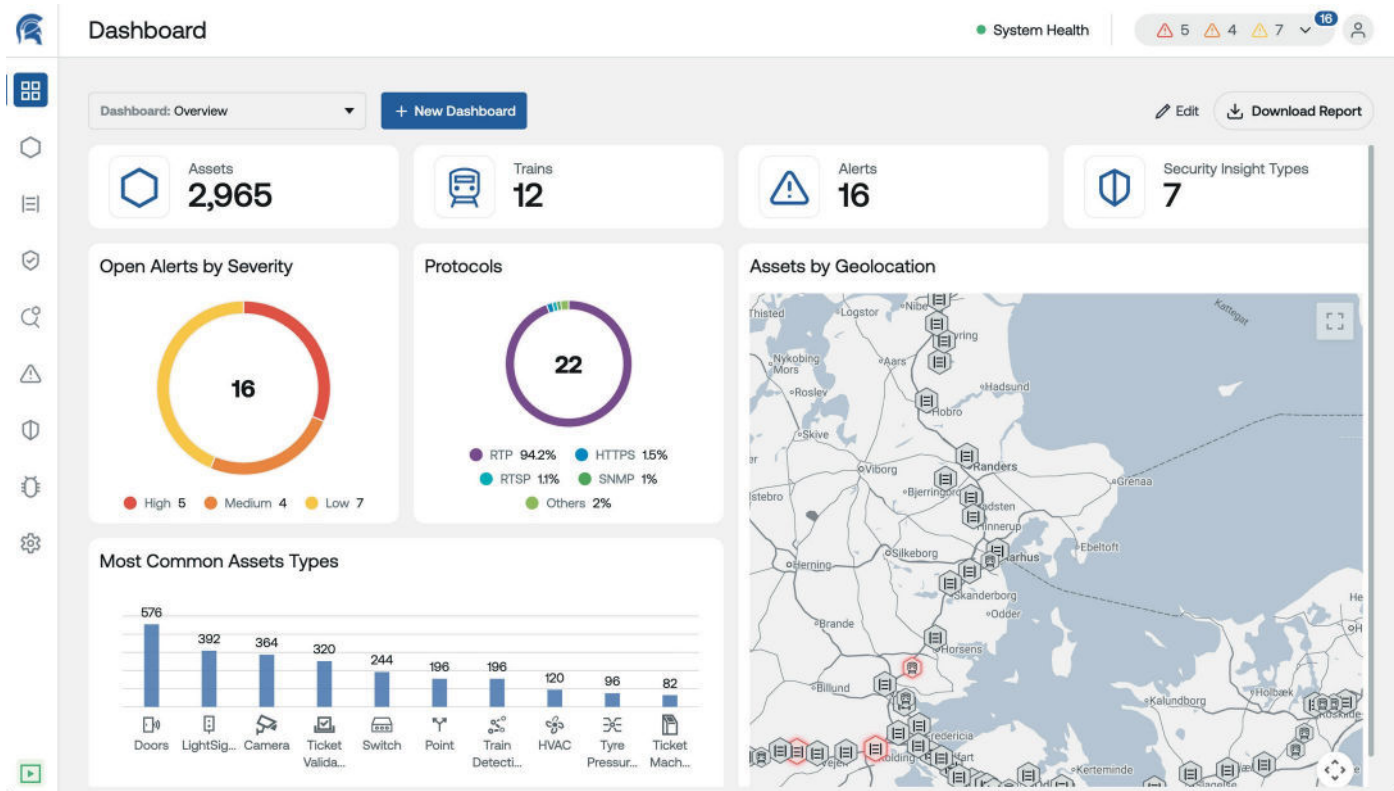 Dashboard
System Health
5 4 7 16
Dashboard: Overview
+ New Dashboard
Edit
Download Report
Assets
2,965
Trains
12
Alerts
16
Security Insight Types
7
Open Alerts by Severity
16
High 5 Medium 4 Low 7
Protocols
22
RTP 94.2% HTTPS 1.5%
RTSP 1.1% SNMP 1%
Others 2%
Most Common Assets Types
576 392 364 320 244 196 196 120 96 82
Doors LightSig... Camera Ticket Valida... Switch Point Train Detecti... HVAC Tyre Pressur... Ticket Mach...
Assets by Geolocation
Thisted
Logstor
Nibe
Kattegat
Nykobing
Mors
Aars
Roslev
Hadsund
Hobro
Skive
Viborg
Randers
Bjerringbro
Grenaa
Silkeborg
Ebeltoft
Herning
Skanderborg
Odder
Brande
Horsens
Billund
Kalundborg
Holbæk
Vejen
Kerteminde